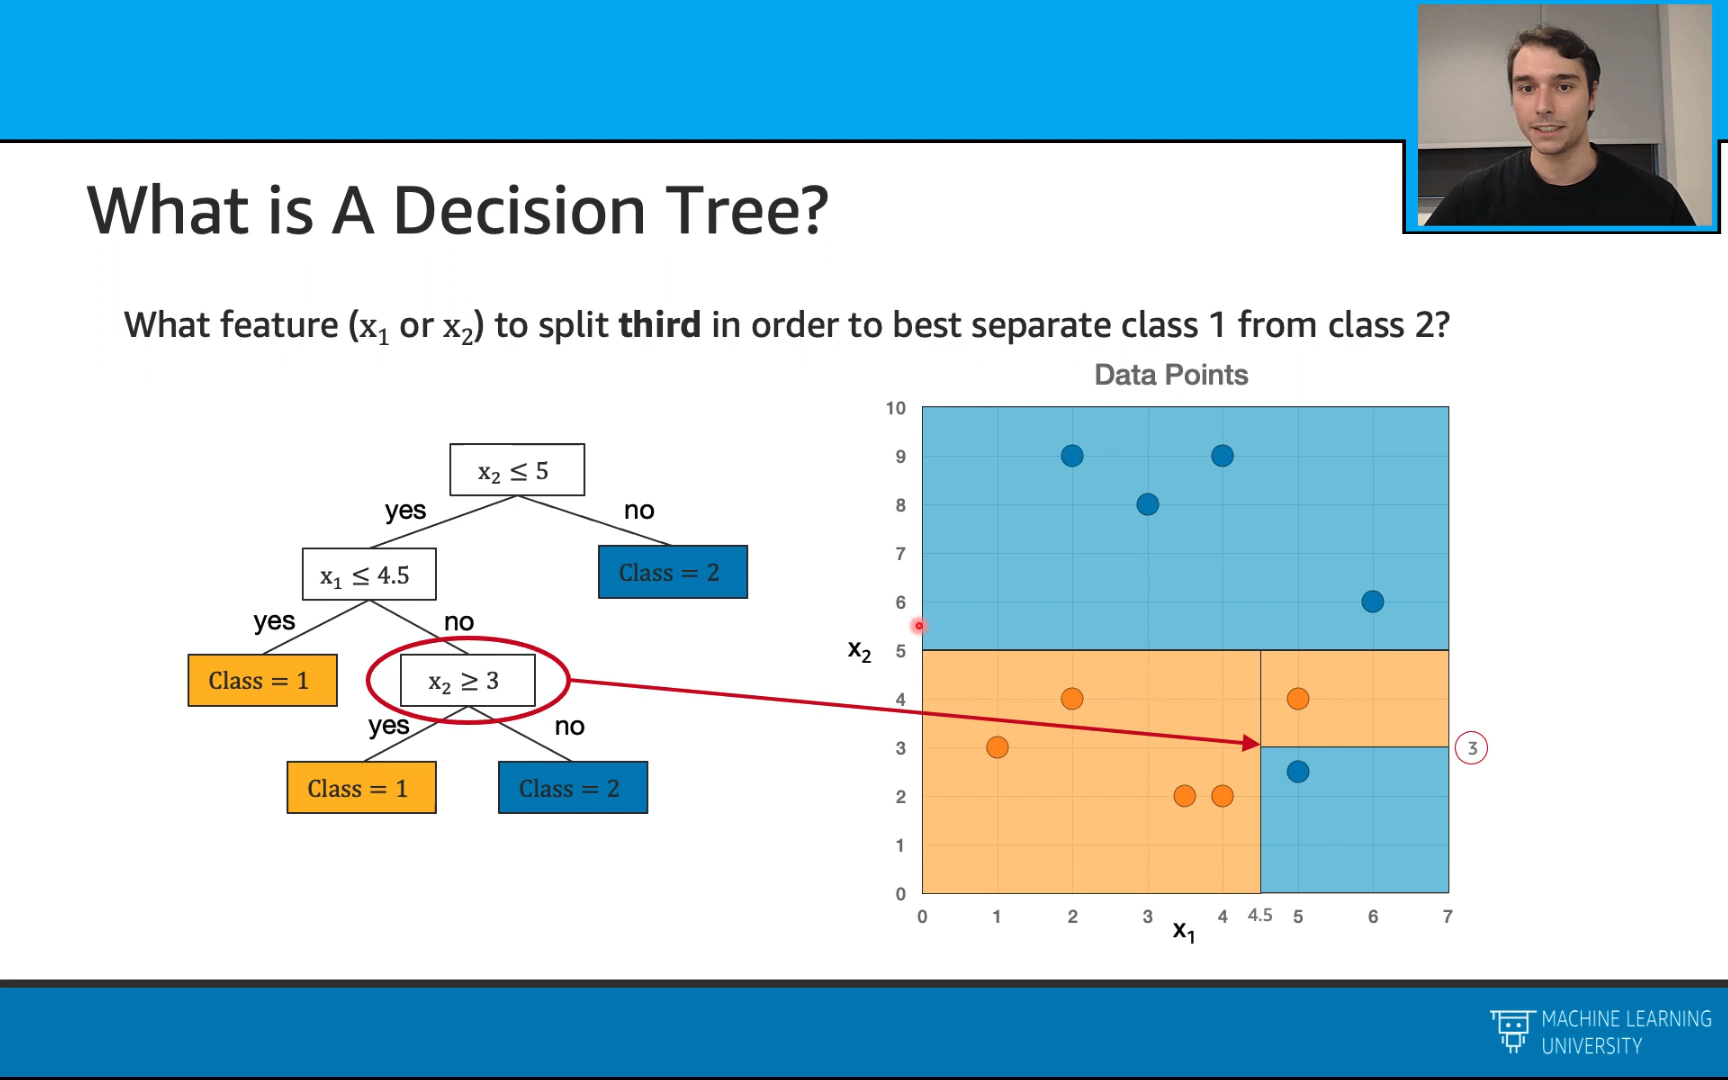 What is A Decision Tree?
What feature (x₁ or x₂) to split third in order to best separate class 1 from class 2?
x₂ ≤ 5
yes
no
x₁ ≤ 4.5
Class = 2
yes
no
Class = 1
x₂ ≥ 3
yes
no
Class = 1
Class = 2
Data Points
10
9
8
7
6
x₂
5
4
3
3
2
1
0
0 1 2 3 4 4.5 5 6 7
x₁
MACHINE LEARNING
UNIVERSITY